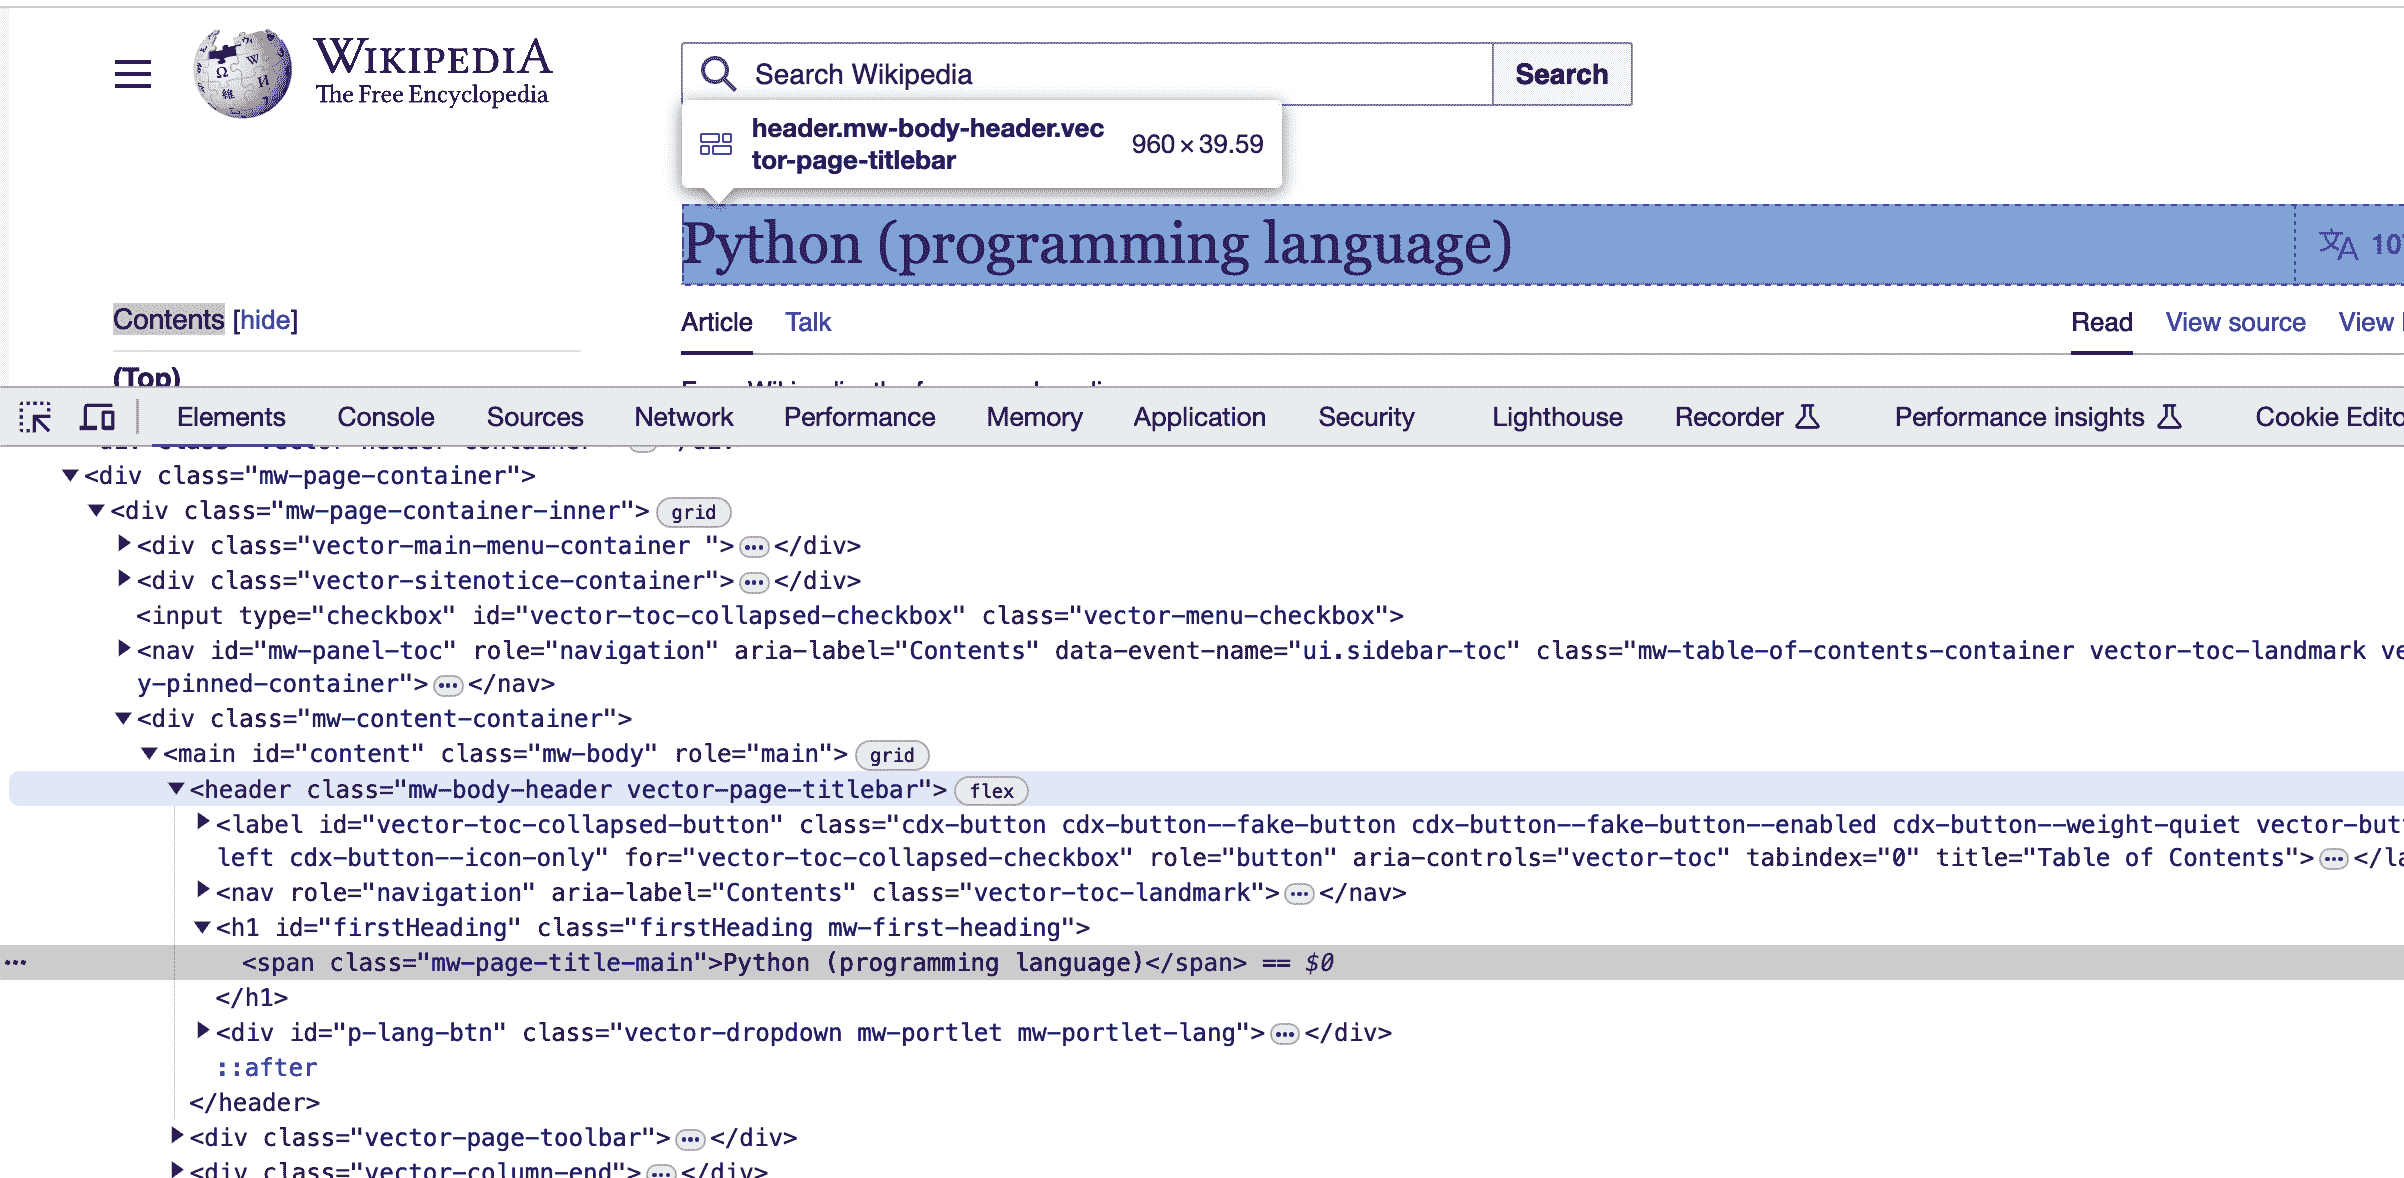 WIKIPEDIA
The Free Encyclopedia
Search Wikipedia
Search
header.mw-body-header.vec
tor-page-titlebar
960 × 39.59
Python (programming language)
Contents [hide]
Article Talk
Read View source View
(Top)
Elements Console Sources Network Performance Memory Application Security Lighthouse Recorder Performance insights Cookie
<div class="mw-page-container">
<div class="mw-page-container-inner"> grid
<div class="vector-main-menu-container "> … </div>
<div class="vector-sitenotice-container"> … </div>
<input type="checkbox" id="vector-toc-collapsed-checkbox" class="vector-menu-checkbox">
<nav id="mw-panel-toc" role="navigation" aria-label="Contents" data-event-name="ui.sidebar-toc" class="mw-table-of-contents-container vector-toc-landmark ve
y-pinned-container"> … </nav>
<div class="mw-content-container">
<main id="content" class="mw-body" role="main"> grid
<header class="mw-body-header vector-page-titlebar"> flex
<label id="vector-toc-collapsed-button" class="cdx-button cdx-button--fake-button cdx-button--fake-button--enabled cdx-button--weight-quiet vector-but
left cdx-button--icon-only" for="vector-toc-collapsed-checkbox" role="button" aria-controls="vector-toc" tabindex="0" title="Table of Contents"> … </la
<nav role="navigation" aria-label="Contents" class="vector-toc-landmark"> … </nav>
<h1 id="firstHeading" class="firstHeading mw-first-heading">
<span class="mw-page-title-main">Python (programming language)</span> == $0
</h1>
<div id="p-lang-btn" class="vector-dropdown mw-portlet mw-portlet-lang"> … </div>
::after
</header>
<div class="vector-page-toolbar"> … </div>
<div class="vector-column-end"> … </div>